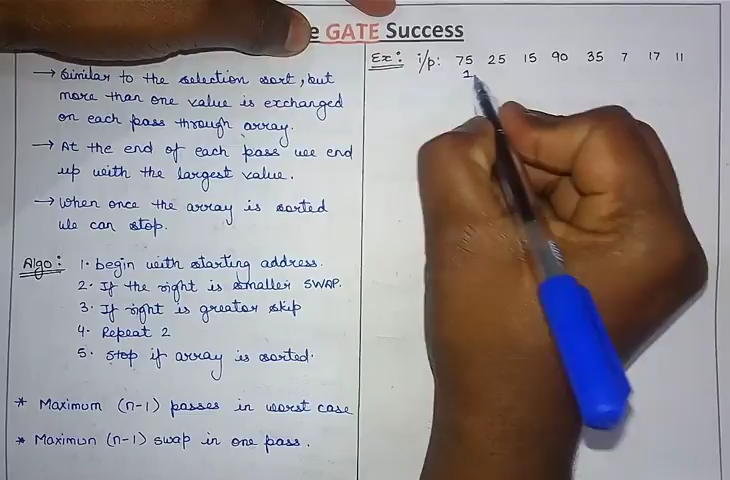 e GATE Success
→ Similar to the selection sort, but
more than one value is exchanged
on each pass through array.
→ At the end of each pass we end
up with the largest value.
→ When once the array is sorted
we can stop.
Algo: 1. begin with starting address.
2. If the right is smaller SWAP.
3. If right is greater skip
4. Repeat 2
5. Stop if array is sorted.
* Maximum (n-1) passes in worst case
* Maximun (n-1) swap in one pass.
Ex: i/p: 75 25 15 90 35 7 17 11
1